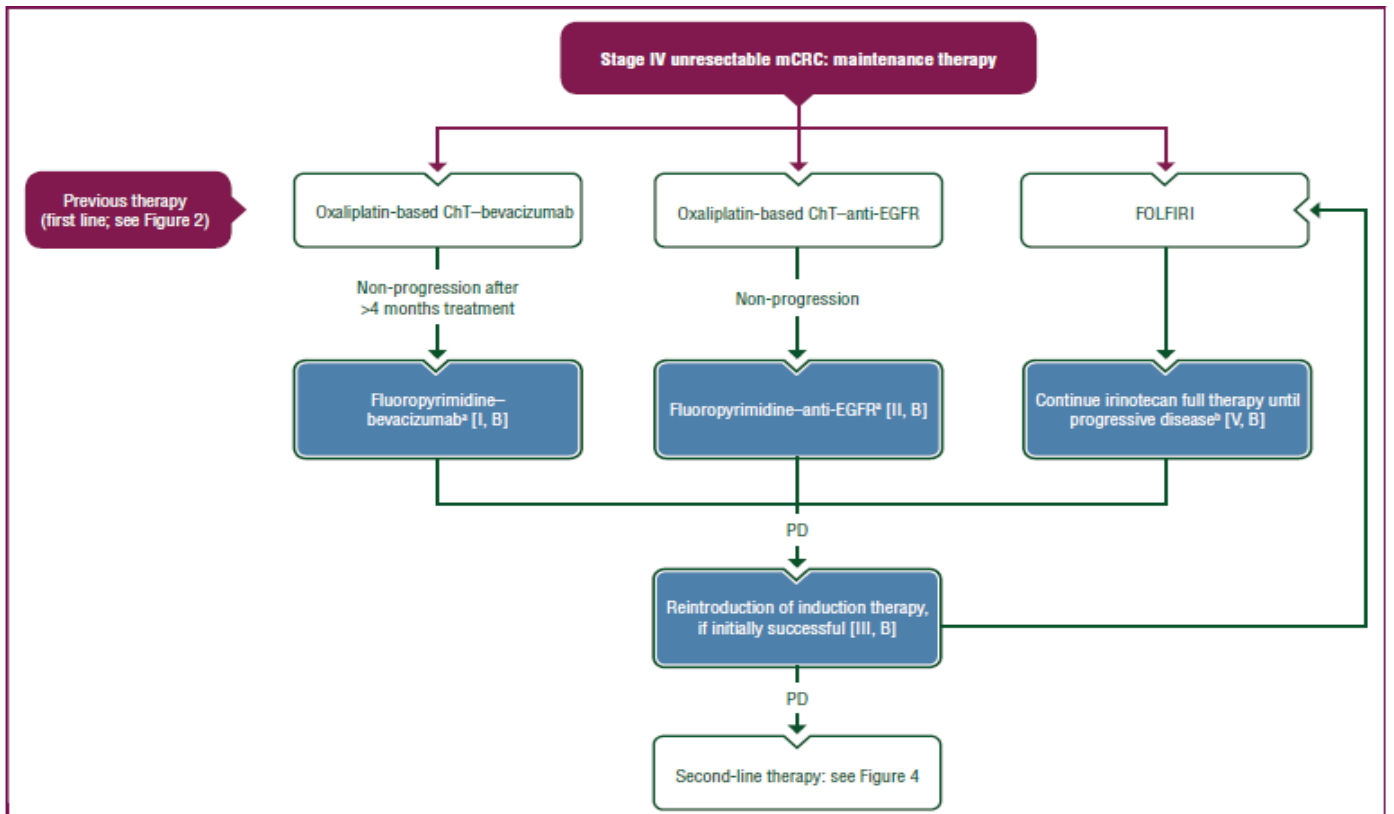 Stage IV unresectable mCRC: maintenance therapy
Previous therapy
(first line; see Figure 2)
Oxaliplatin-based ChT–bevacizumab
Oxaliplatin-based ChT–anti-EGFR
FOLFIRI
Non-progression after
>4 months treatment
Non-progression
Fluoropyrimidine–
bevacizumabᵃ [I, B]
Fluoropyrimidine–anti-EGFRᵃ [II, B]
Continue irinotecan full therapy until
progressive diseaseᵇ [V, B]
PD
Reintroduction of induction therapy,
if initially successful [III, B]
PD
Second-line therapy: see Figure 4